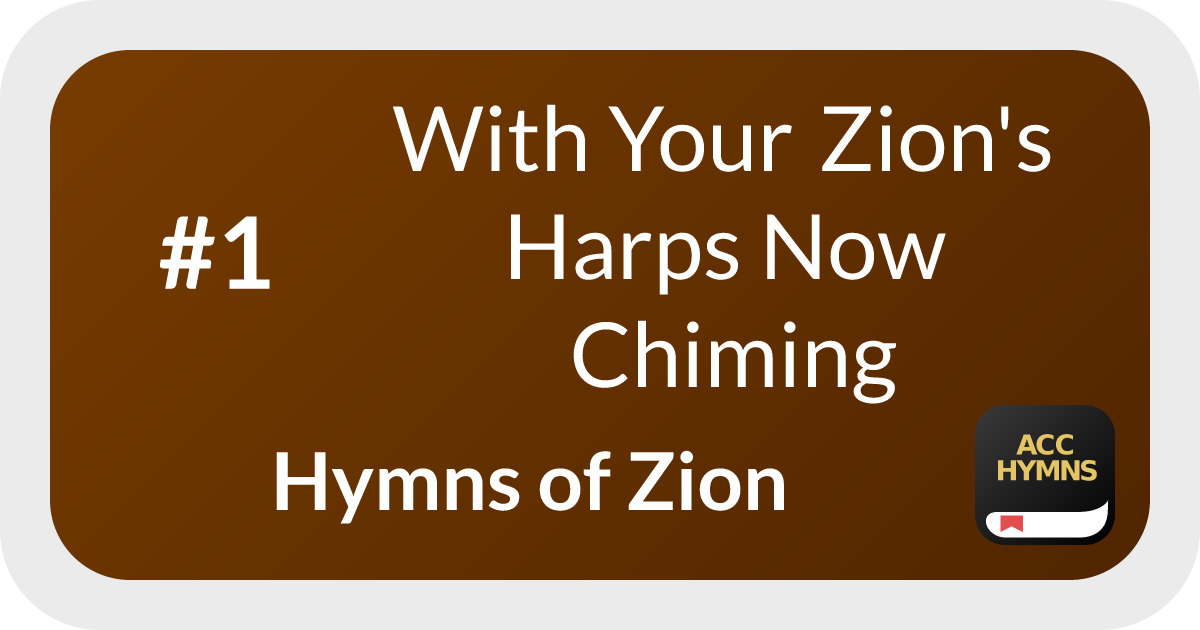 #1
With Your Zion's
Harps Now
Chiming
Hymns of Zion
ACC
HYMNS